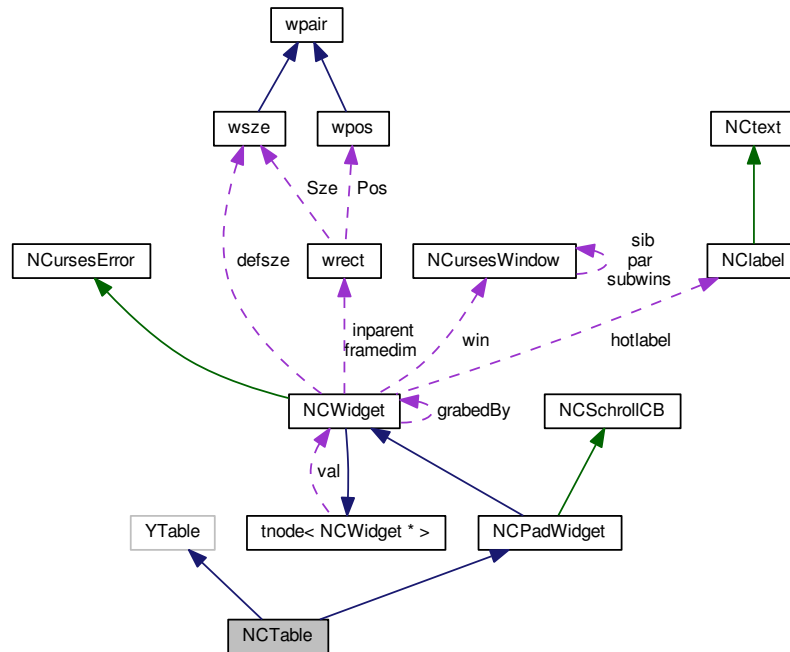 wpair
wsze
wpos
NCtext
Sze
Pos
NCursesError
defsze
wrect
NCursesWindow
sib
par
subwins
NClabel
inparent
framedim
win
hotlabel
NCWidget
grabedBy
NCSchrollCB
val
YTable
tnode< NCWidget * >
NCPadWidget
NCTable